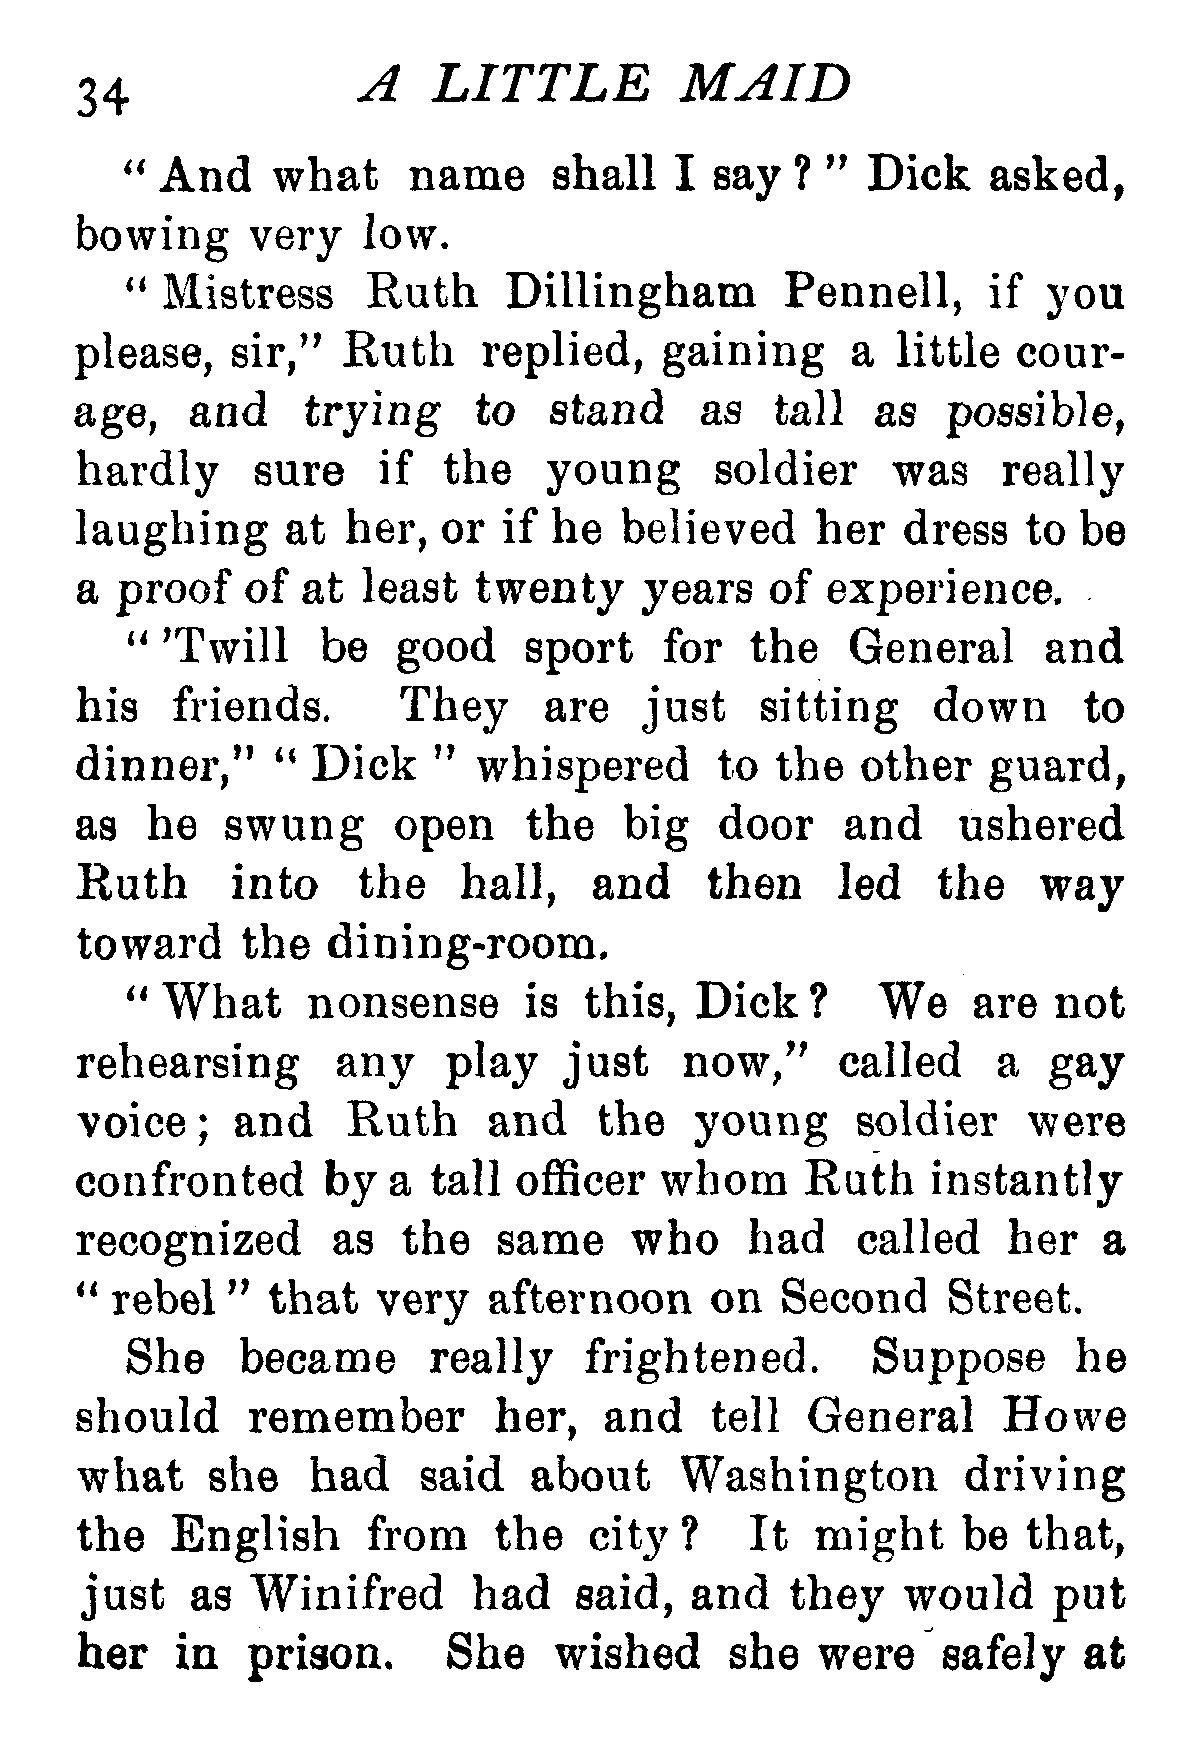 34 A LITTLE MAID
“ And what name shall I say ? ” Dick asked,
bowing very low.
“ Mistress Ruth Dillingham Pennell, if you
please, sir,” Ruth replied, gaining a little cour-
age, and trying to stand as tall as possible,
hardly sure if the young soldier was really
laughing at her, or if he believed her dress to be
a proof of at least twenty years of experience.
“ ’Twill be good sport for the General and
his friends. They are just sitting down to
dinner,” “ Dick ” whispered to the other guard,
as he swung open the big door and ushered
Ruth into the hall, and then led the way
toward the dining-room.
“ What nonsense is this, Dick ? We are not
rehearsing any play just now,” called a gay
voice ; and Ruth and the young soldier were
confronted by a tall officer whom Ruth instantly
recognized as the same who had called her a
“ rebel ” that very afternoon on Second Street.
She became really frightened. Suppose he
should remember her, and tell General Howe
what she had said about Washington driving
the English from the city ? It might be that,
just as Winifred had said, and they would put
her in prison. She wished she were safely at